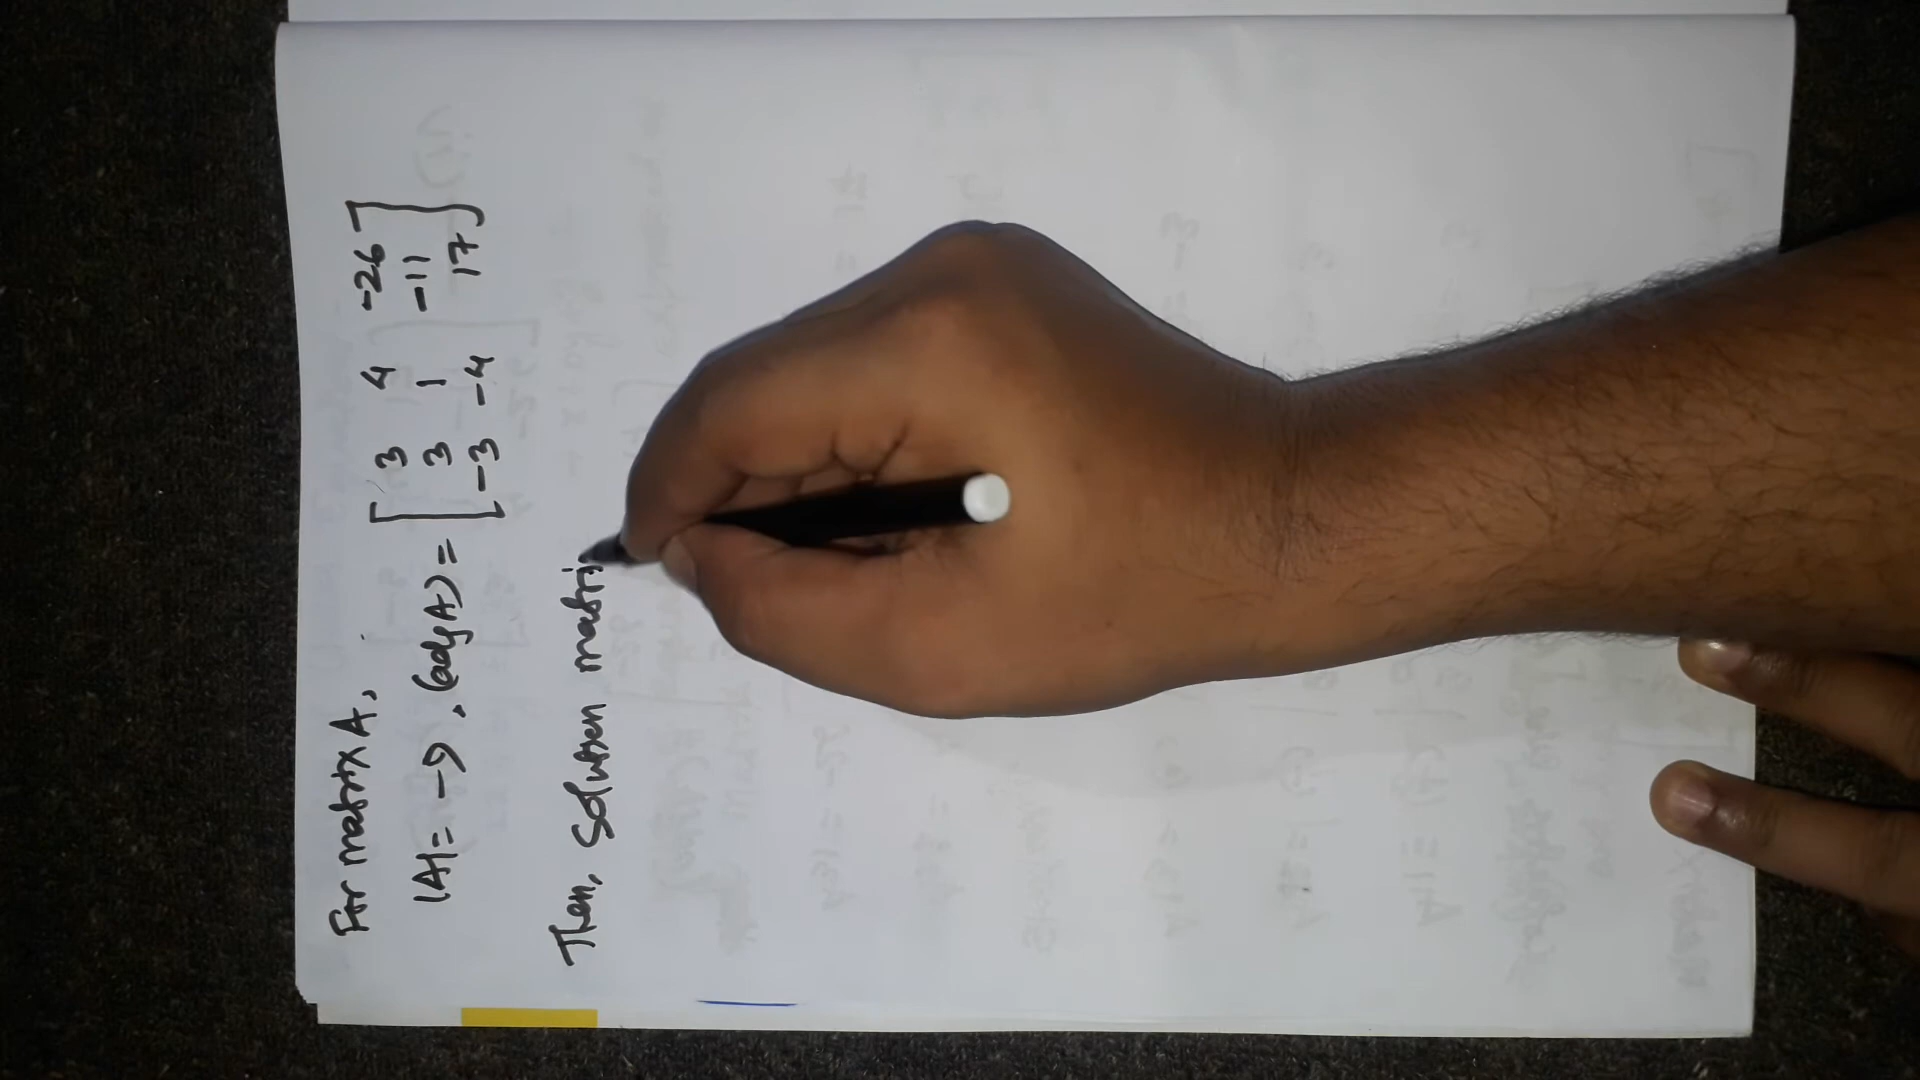 For matrix A,
|A| = -9, (adj A) = [ 3 4 -26
3 1 -11
-3 -4 17 ]
Then, Solution matri